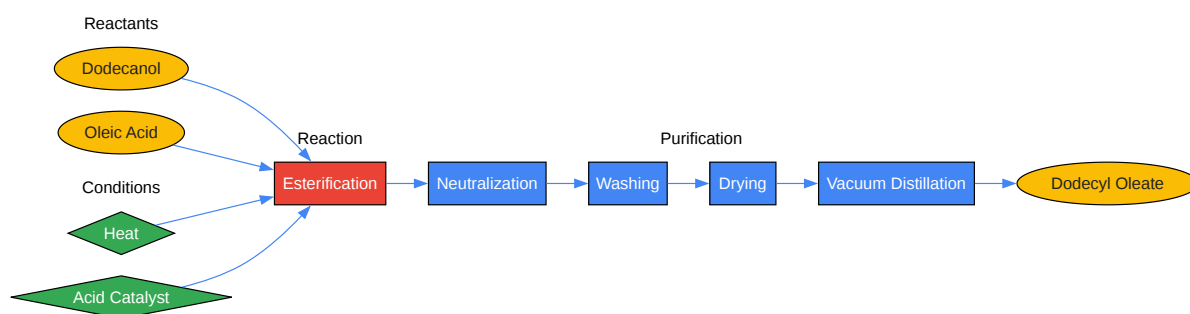 Reactants
Dodecanol
Oleic Acid
Conditions
Heat
Acid Catalyst
Reaction
Esterification
Purification
Neutralization
Washing
Drying
Vacuum Distillation
Dodecyl Oleate